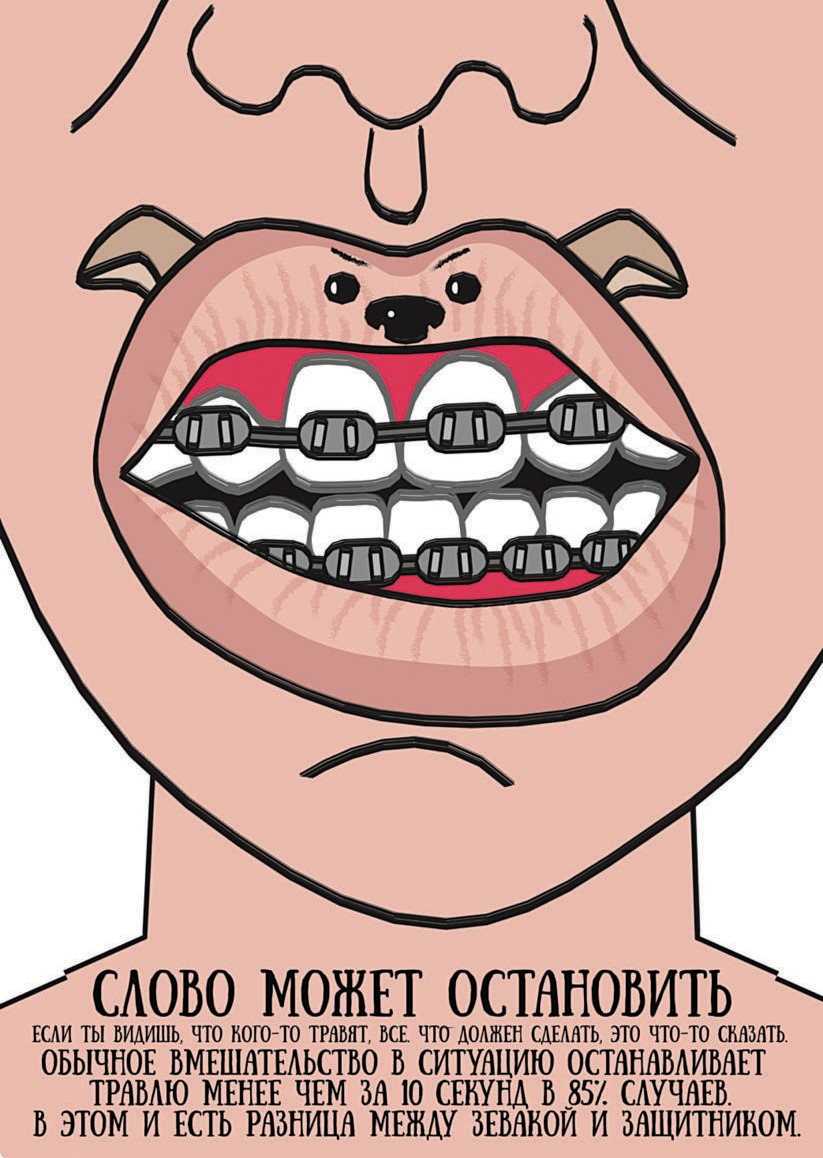 СЛОВО МОЖЕТ ОСТАНОВИТЬ
ЕСЛИ ТЫ ВИДИШЬ, ЧТО КОГО-ТО ТРАВЯТ, ВСЕ. ЧТО ДОЛЖЕН СДЕЛАТЬ, ЭТО ЧТО-ТО СКАЗАТЬ.
ОБЫЧНОЕ ВМЕШАТЕЛЬСТВО В СИТУАЦИЮ ОСТАНАВЛИВАЕТ
ТРАВЛЮ МЕНЕЕ ЧЕМ ЗА 10 СЕКУНД В 85% СЛУЧАЕВ.
В ЭТОМ И ЕСТЬ РАЗНИЦА МЕЖДУ ЗЕВАКОЙ И ЗАЩИТНИКОМ.